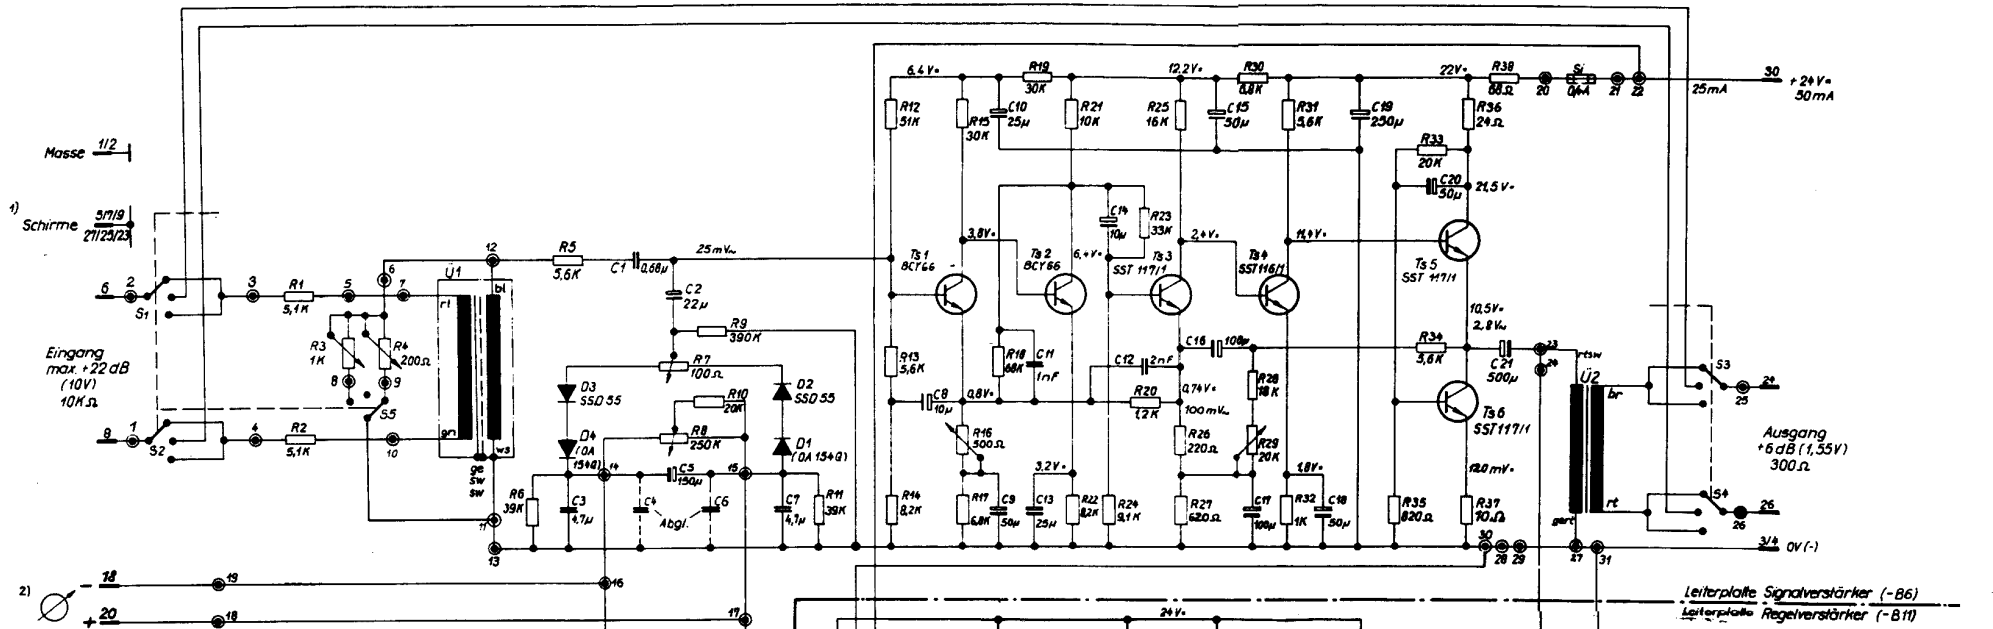 6,4V=
R19
30K
12,2V=
R30
6,8K
22V=
R38
68Ω
20
Si
0,4A
21
22
25mA
30
+24V=
50mA
R12
51K
R15
30K
C10
25µ
R21
10K
R25
16K
C15
50µ
R31
5,6K
C19
250µ
R36
24Ω
Masse 1/2
R33
20K
C20
50µ
21,5V=
1)
Schirme
5/7/9
27/25/23
3,8V=
C14
10µ
R23
33K
6,4V=
2,4V=
11,4V=
Ts1
BCY66
Ts2
BCY66
Ts3
SST 117/1
Ts4
SST 116/1
Ts5
SST 117/1
12
R5
5,6K
C1
0,68µ
25mV~
6
2
S1
3
R1
5,1K
5
6
7
Ü1
rt
bl
C2
22µ
R9
390K
10,5V=
2,8V~
Eingang
max. +22dB
(10V)
10KΩ
R3
1K
R4
200Ω
8
9
S5
R7
100Ω
R13
5,6K
R18
68K
C11
1nF
C12
2nF
C16
100µ
R34
5,6K
C21
500µ
23
24
rtsw
Ü2
br
S3
24
25
D3
SSD 55
D2
SSD 55
R10
20K
C8
10µ
0,8V=
R20
1,2K
0,74V=
100mV~
R28
18K
Ts6
SST 117/1
8
1
S2
4
R2
5,1K
10
gn
ws
ge
sw
sw
D4
(OA
154Q)
R8
250K
D1
(OA 154Q)
R16
500Ω
R26
220Ω
R29
20K
Ausgang
+6dB (1,55V)
300Ω
14
C5
150µ
15
3,2V=
1,8V=
120mV=
R6
39K
C3
4,7µ
C4
Abgl.
C6
C7
4,7µ
R11
39K
R14
8,2K
R17
6,8K
C9
50µ
C13
25µ
R22
8,2K
R24
9,1K
R27
620Ω
C17
100µ
R32
1K
C18
50µ
R35
820Ω
R37
10Ω
gert
rt
S4
26
26
11
13
30
28
29
27
31
3/4
0V(-)
2)
- 18
19
16
+ 20
18
17
24V=
Leiterplatte Signalverstärker (-B6)
Leiterplatte Regelverstärker (-B11)